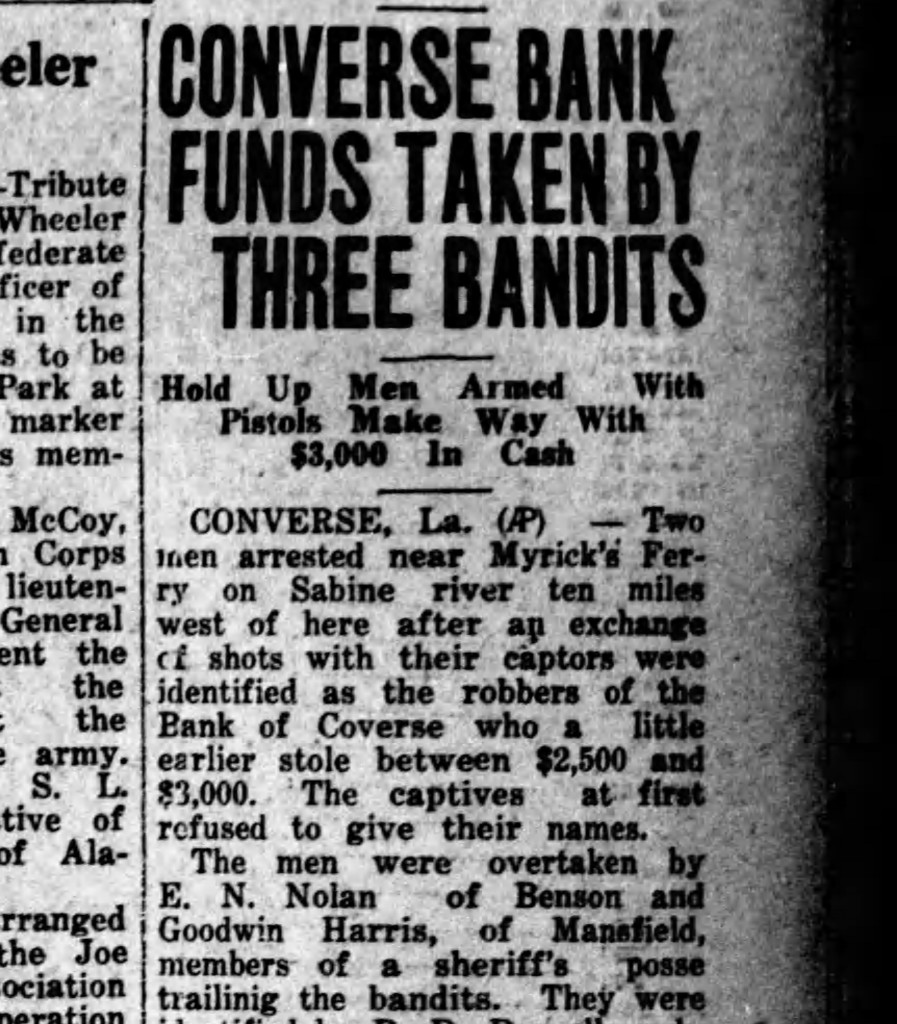 eler
-Tribute
Wheeler
federate
ficer of
in the
s to be
Park at
marker
s mem-
McCoy,
n Corps
lieuten-
General
ent the
the
the
e army.
S. L.
tive of
of Ala-
rranged
the Joe
ociation
peration
CONVERSE BANK
FUNDS TAKEN BY
THREE BANDITS
Hold Up Men Armed With
Pistols Make Way With
$3,000 In Cash
CONVERSE, La. (AP) — Two
men arrested near Myrick's Fer-
ry on Sabine river ten miles
west of here after an exchange
of shots with their captors were
identified as the robbers of the
Bank of Coverse who a little
earlier stole between $2,500 and
$3,000. The captives at first
refused to give their names.
The men were overtaken by
E. N. Nolan of Benson and
Goodwin Harris, of Mansfield,
members of a sheriff's posse
trailinig the bandits. They were